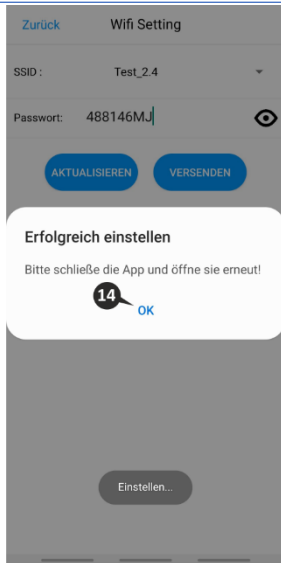 Zurück Wifi Setting
SSID : Test_2.4
Passwort: 488146MJ
AKTUALISIEREN VERSENDEN
Erfolgreich einstellen
Bitte schließe die App und öffne sie erneut!
14
OK
Einstellen...